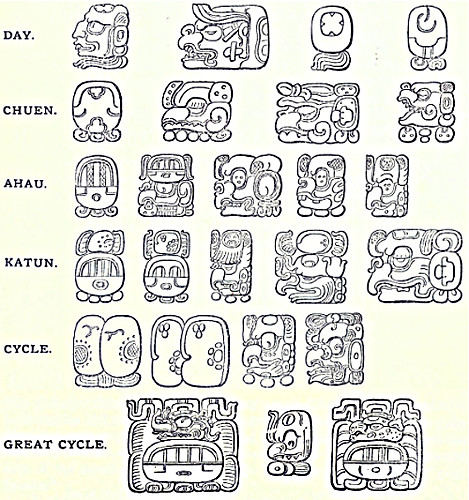 DAY.
CHUEN.
AHAU.
KATUN.
CYCLE.
GREAT CYCLE.